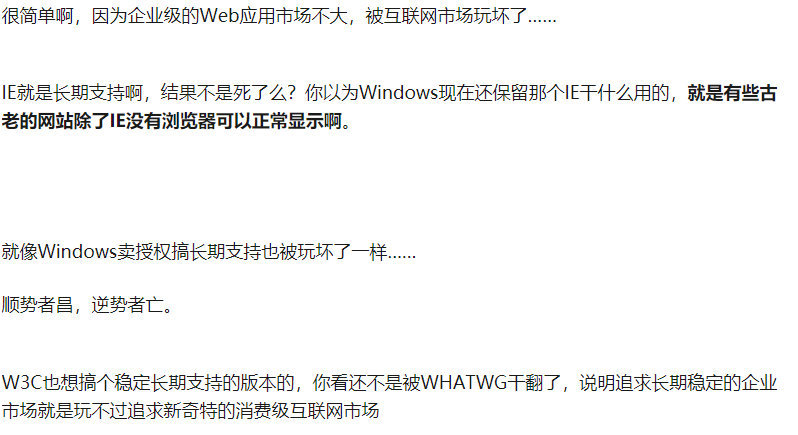 很简单啊，因为企业级的Web应用市场不大，被互联网市场玩坏了......
IE就是长期支持啊，结果不是死了么？你以为Windows现在还保留那个IE干什么用的，就是有些古
老的网站除了IE没有浏览器可以正常显示啊。
就像Windows卖授权搞长期支持也被玩坏了一样......
顺势者昌，逆势者亡。
W3C也想搞个稳定长期支持的版本的，你看还不是被WHATWG干翻了，说明追求长期稳定的企业
市场就是玩不过追求新奇特的消费级互联网市场